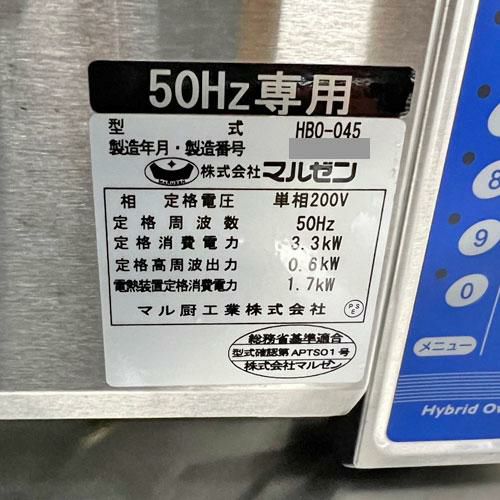 50Hz専用
型 式 HBO-045
製造年月・製造番号
株式会社マルゼン
相 定格電圧 単相200V
定格周波数 50Hz
定格消費電力 3.3kW
定格高周波出力 0.6kW
電熱装置定格消費電力 1.7kW
マル厨工業株式会社 PSE
総務省基準適合
型式確認第APTS01号
株式会社マルゼン
8
9
0
メニュー
Hybrid O